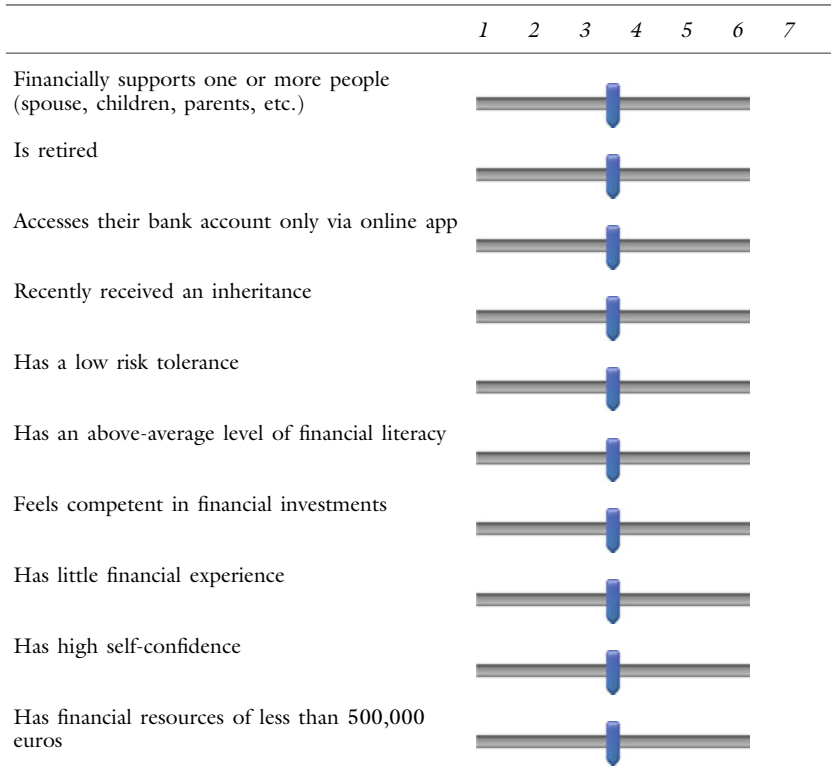 1 2 3 4 5 6 7
Financially supports one or more people
(spouse, children, parents, etc.)
Is retired
Accesses their bank account only via online app
Recently received an inheritance
Has a low risk tolerance
Has an above-average level of financial literacy
Feels competent in financial investments
Has little financial experience
Has high self-confidence
Has financial resources of less than 500,000
euros